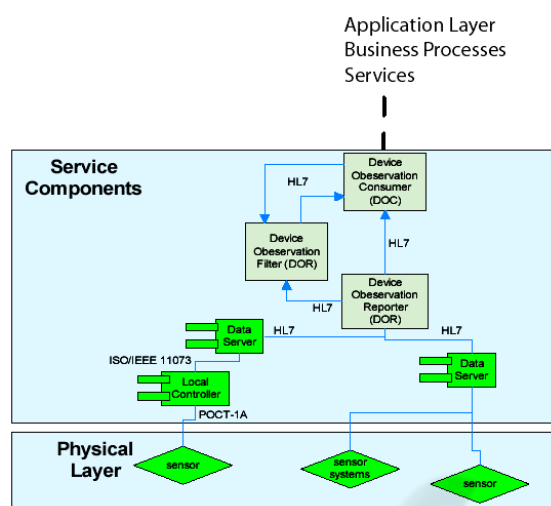 Application Layer
Business Processes
Services
Service
Components
Device
Obeservation
Consumer
(DOC)
HL7
Device
Obeservation
Filter (DOR)
HL7
Device
Obeservation
Reporter
(DOR)
HL7
Data
Server
HL7
HL7
Data
Server
ISO/IEEE 11073
Local
Controller
POCT-1A
Physical
Layer
sensor
sensor
systems
sensor